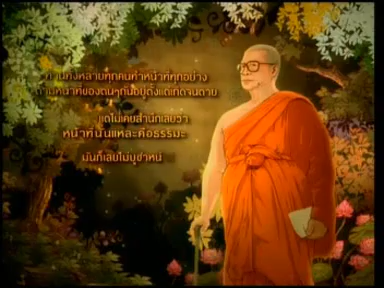 ท่านทั้งหลายทุกคนทำหน้าที่ทุกอย่าง
ตามหน้าที่ของตนๆกันอยู่ตั้งแต่เกิดจนตาย
แต่ไม่เคยสำนึกเลยว่า
หน้าที่นั่นแหละคือธรรมะ
มันก็เลยไม่บูชาหน้